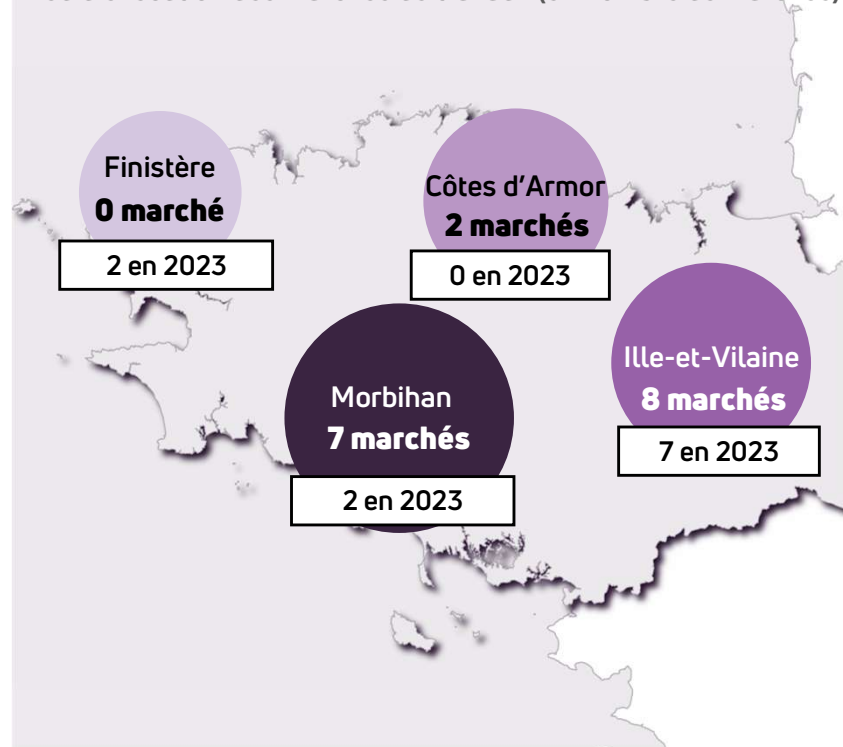 Finistère
0 marché
2 en 2023
Côtes d'Armor
2 marchés
0 en 2023
Ille-et-Vilaine
8 marchés
7 en 2023
Morbihan
7 marchés
2 en 2023